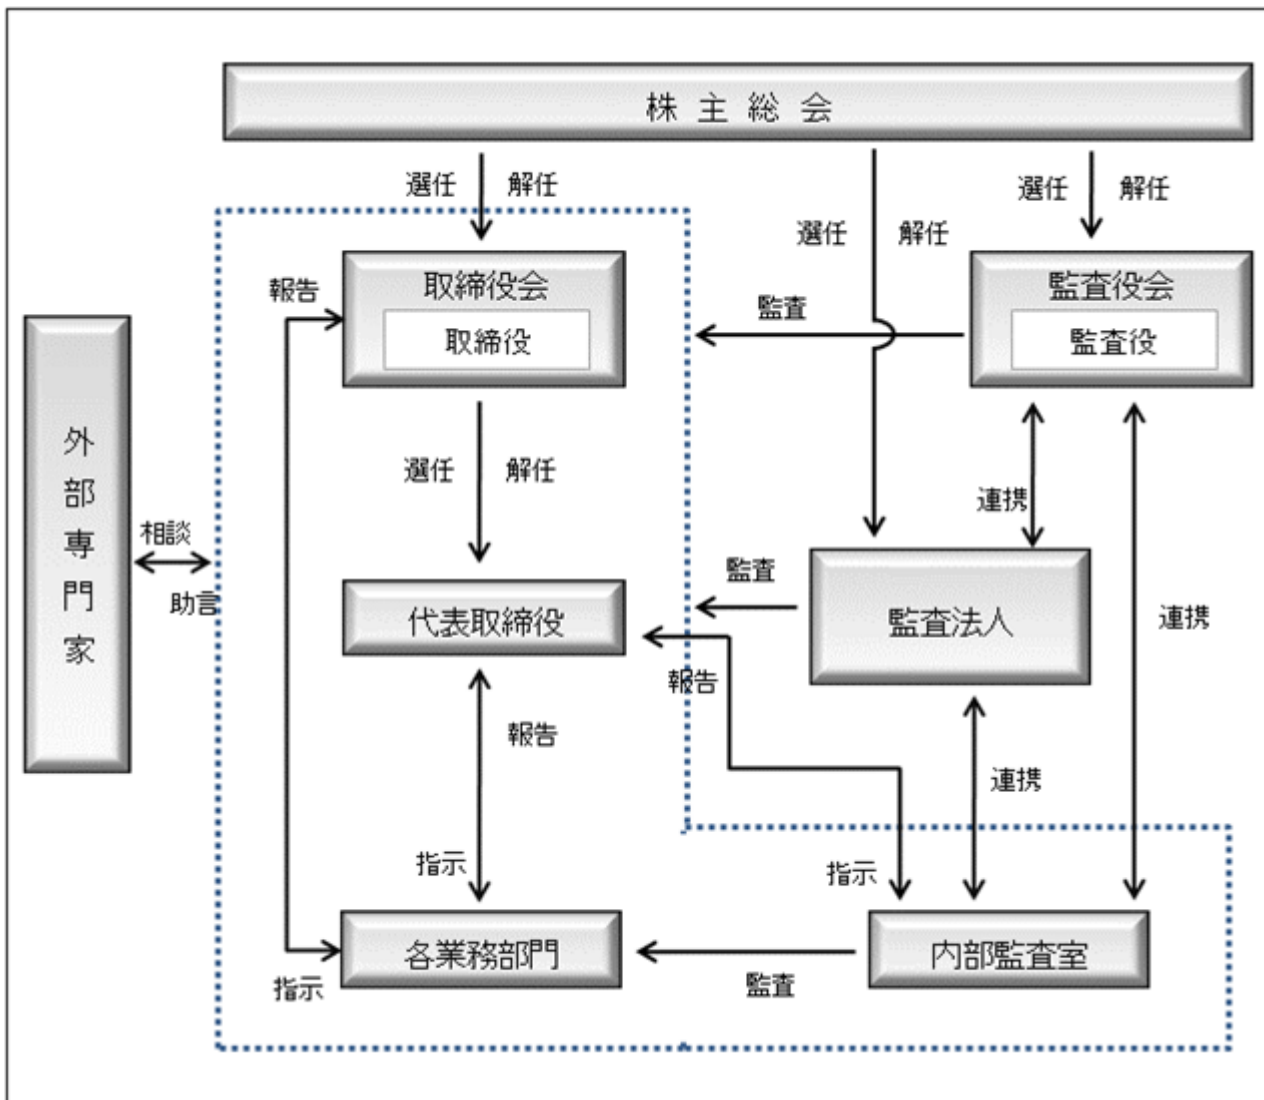 株主総会
選任 解任
選任 解任
選任 解任
取締役会
取締役
監査役会
監査役
報告
監査
外部専門家
選任 解任
連携
相談
助言
監査
代表取締役
監査法人
連携
報告
報告
連携
指示
指示
各業務部門
内部監査室
監査
指示